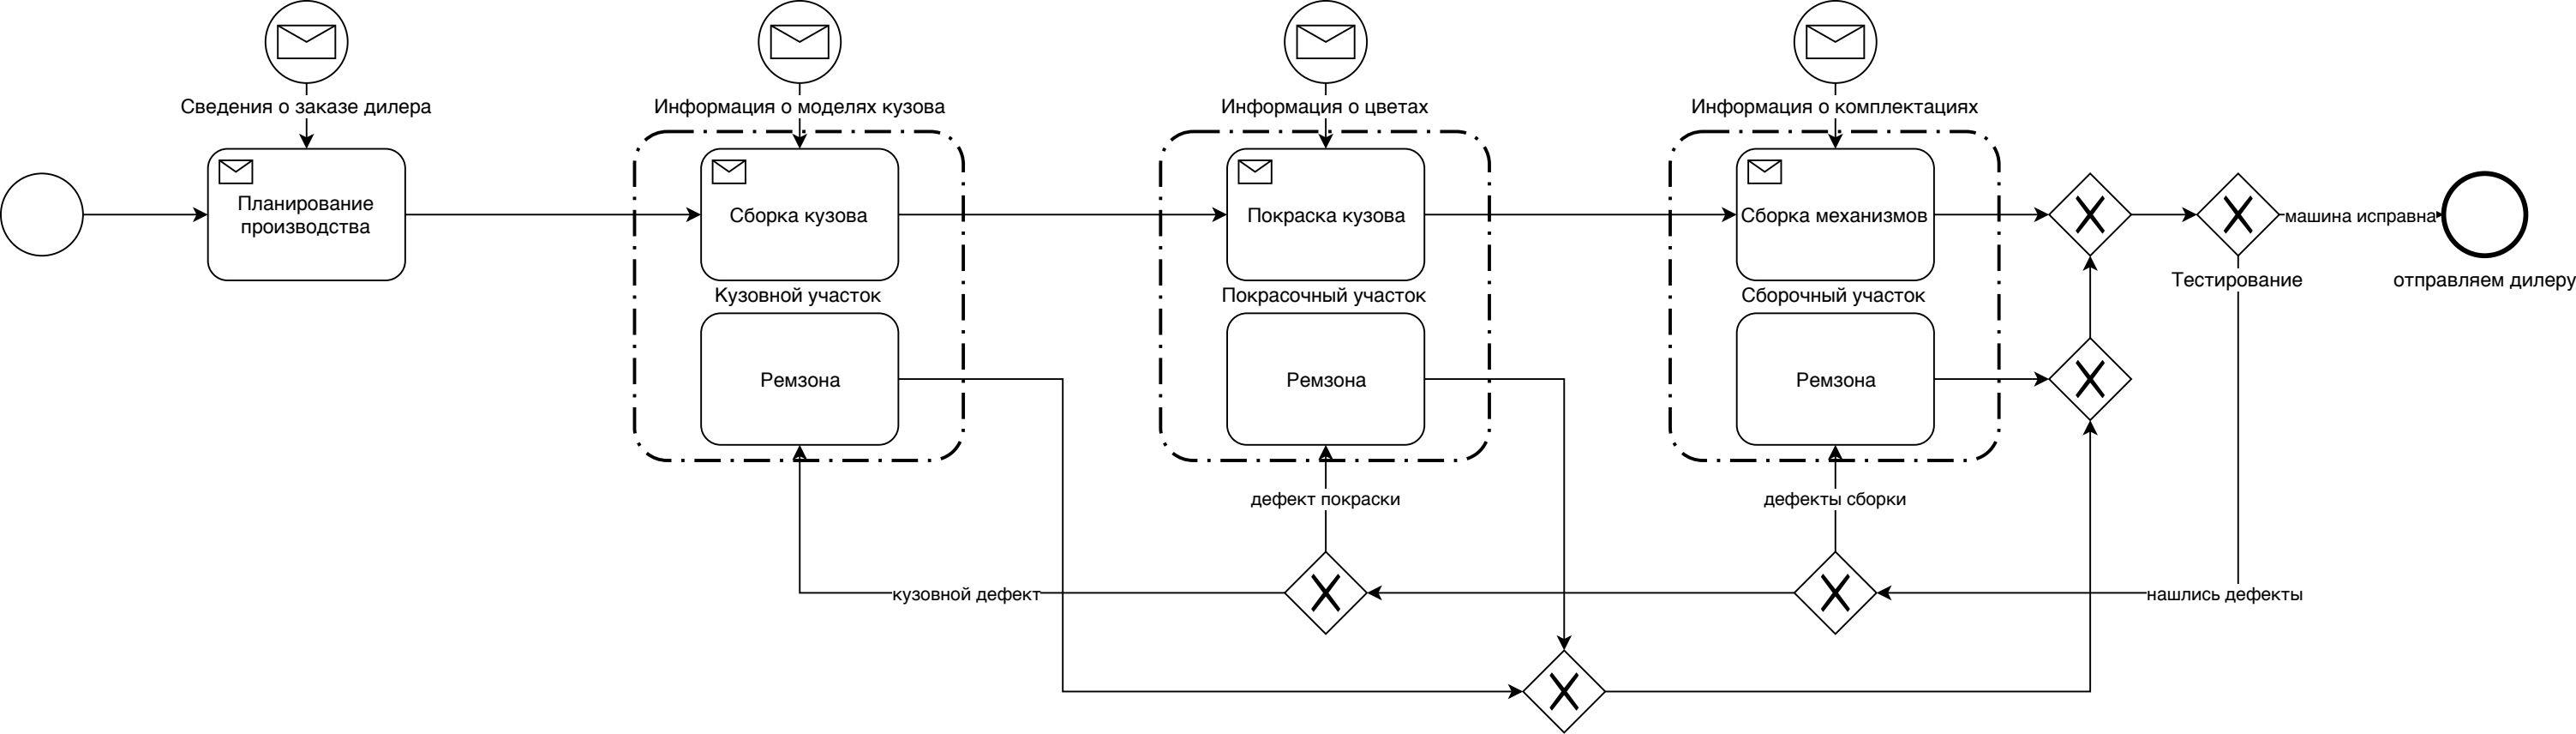 Сведения о заказе дилера
Информация о моделях кузова
Информация о цветах
Информация о комплектациях
Планирование
производства
Сборка кузова
Покраска кузова
Сборка механизмов
машина исправна
Тестирование
отправляем дилеру
Кузовной участок
Покрасочный участок
Сборочный участок
Ремзона
Ремзона
Ремзона
дефект покраски
дефекты сборки
кузовной дефект
нашлись дефекты